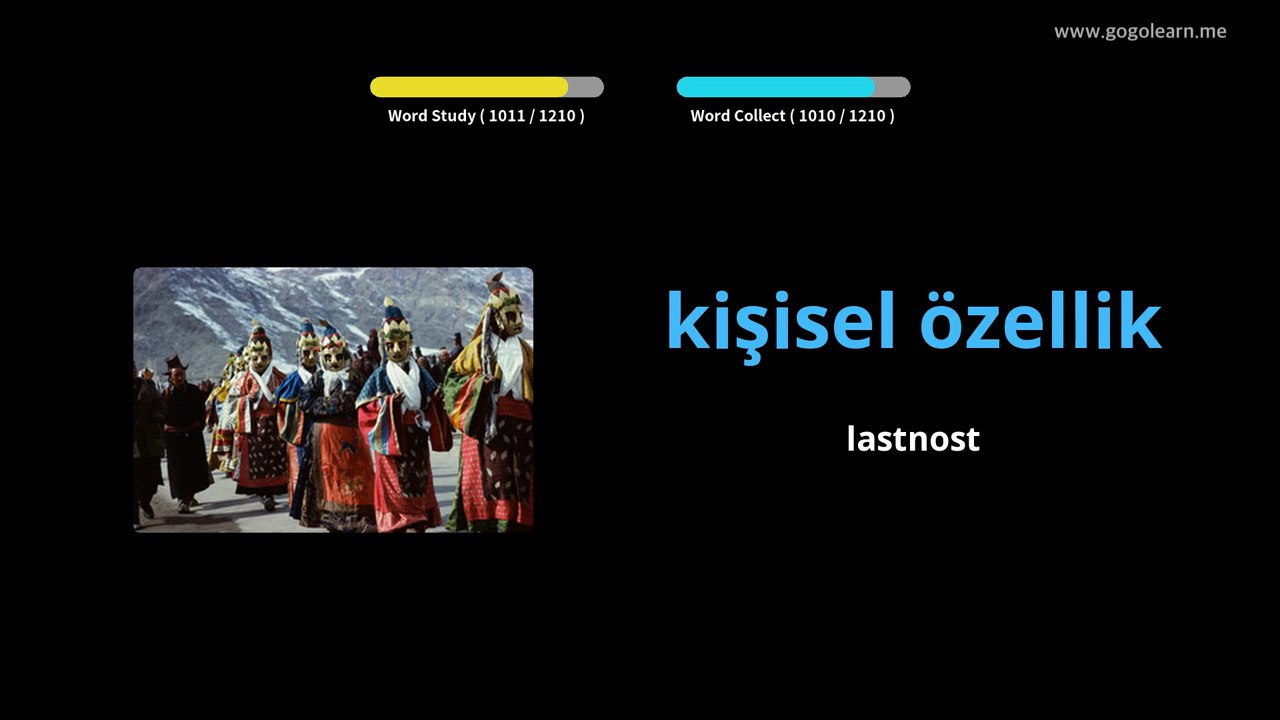 www.gogolearn.me
Word Study ( 1011 / 1210 )
Word Collect ( 1010 / 1210 )
kişisel özellik
lastnost